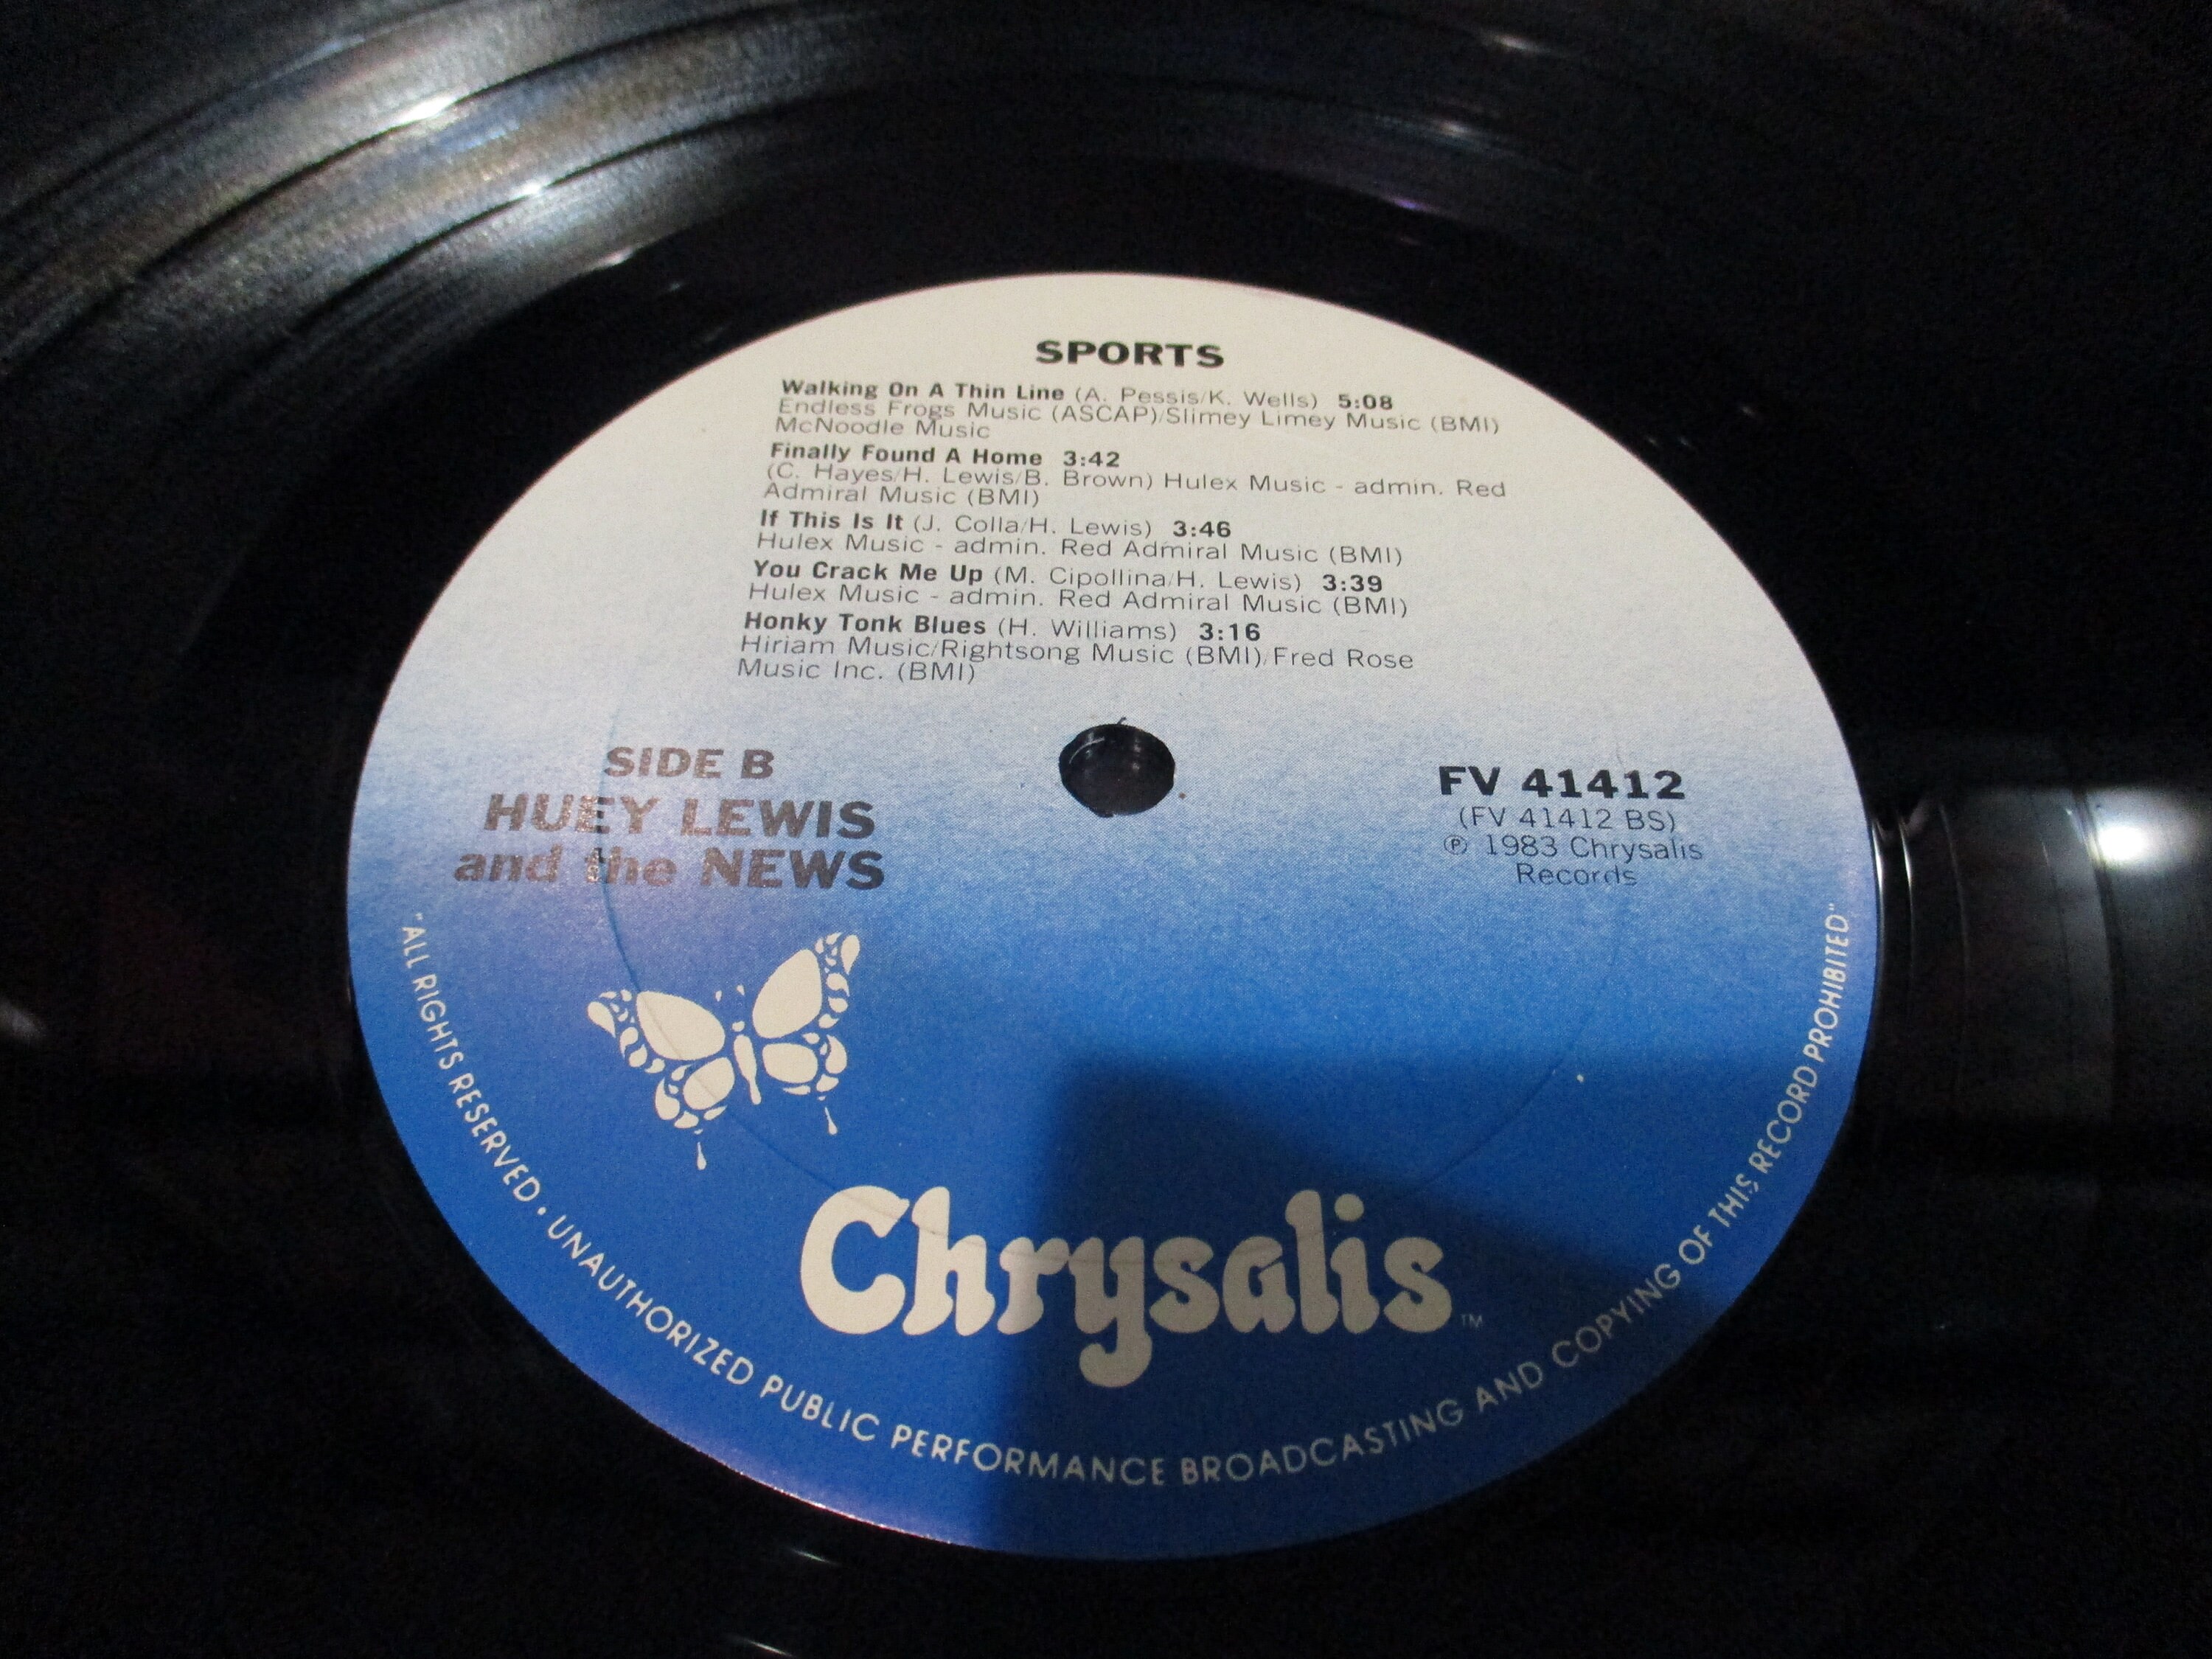 SPORTS
Walking On A Thin Line (A. Pessis/K. Wells) 5:08
Endless Frogs Music (ASCAP)/Slimey Limey Music (BMI)
McNoodle Music
Finally Found A Home 3:42
(C. Hayes/H. Lewis/B. Brown) Hulex Music - admin. Red
Admiral Music (BMI)
If This Is It (J. Colla/H. Lewis) 3:46
Hulex Music - admin. Red Admiral Music (BMI)
You Crack Me Up (M. Cipollina/H. Lewis) 3:39
Hulex Music - admin. Red Admiral Music (BMI)
Honky Tonk Blues (H. Williams) 3:16
Hiriam Music/Rightsong Music (BMI)/Fred Rose
Music Inc. (BMI)
SIDE B
HUEY LEWIS
and the NEWS
FV 41412
(FV 41412 BS)
℗ 1983 Chrysalis
Records
Chrysalis™
"ALL RIGHTS RESERVED • UNAUTHORIZED PUBLIC PERFORMANCE BROADCASTING AND COPYING OF THIS RECORD PROHIBITED"